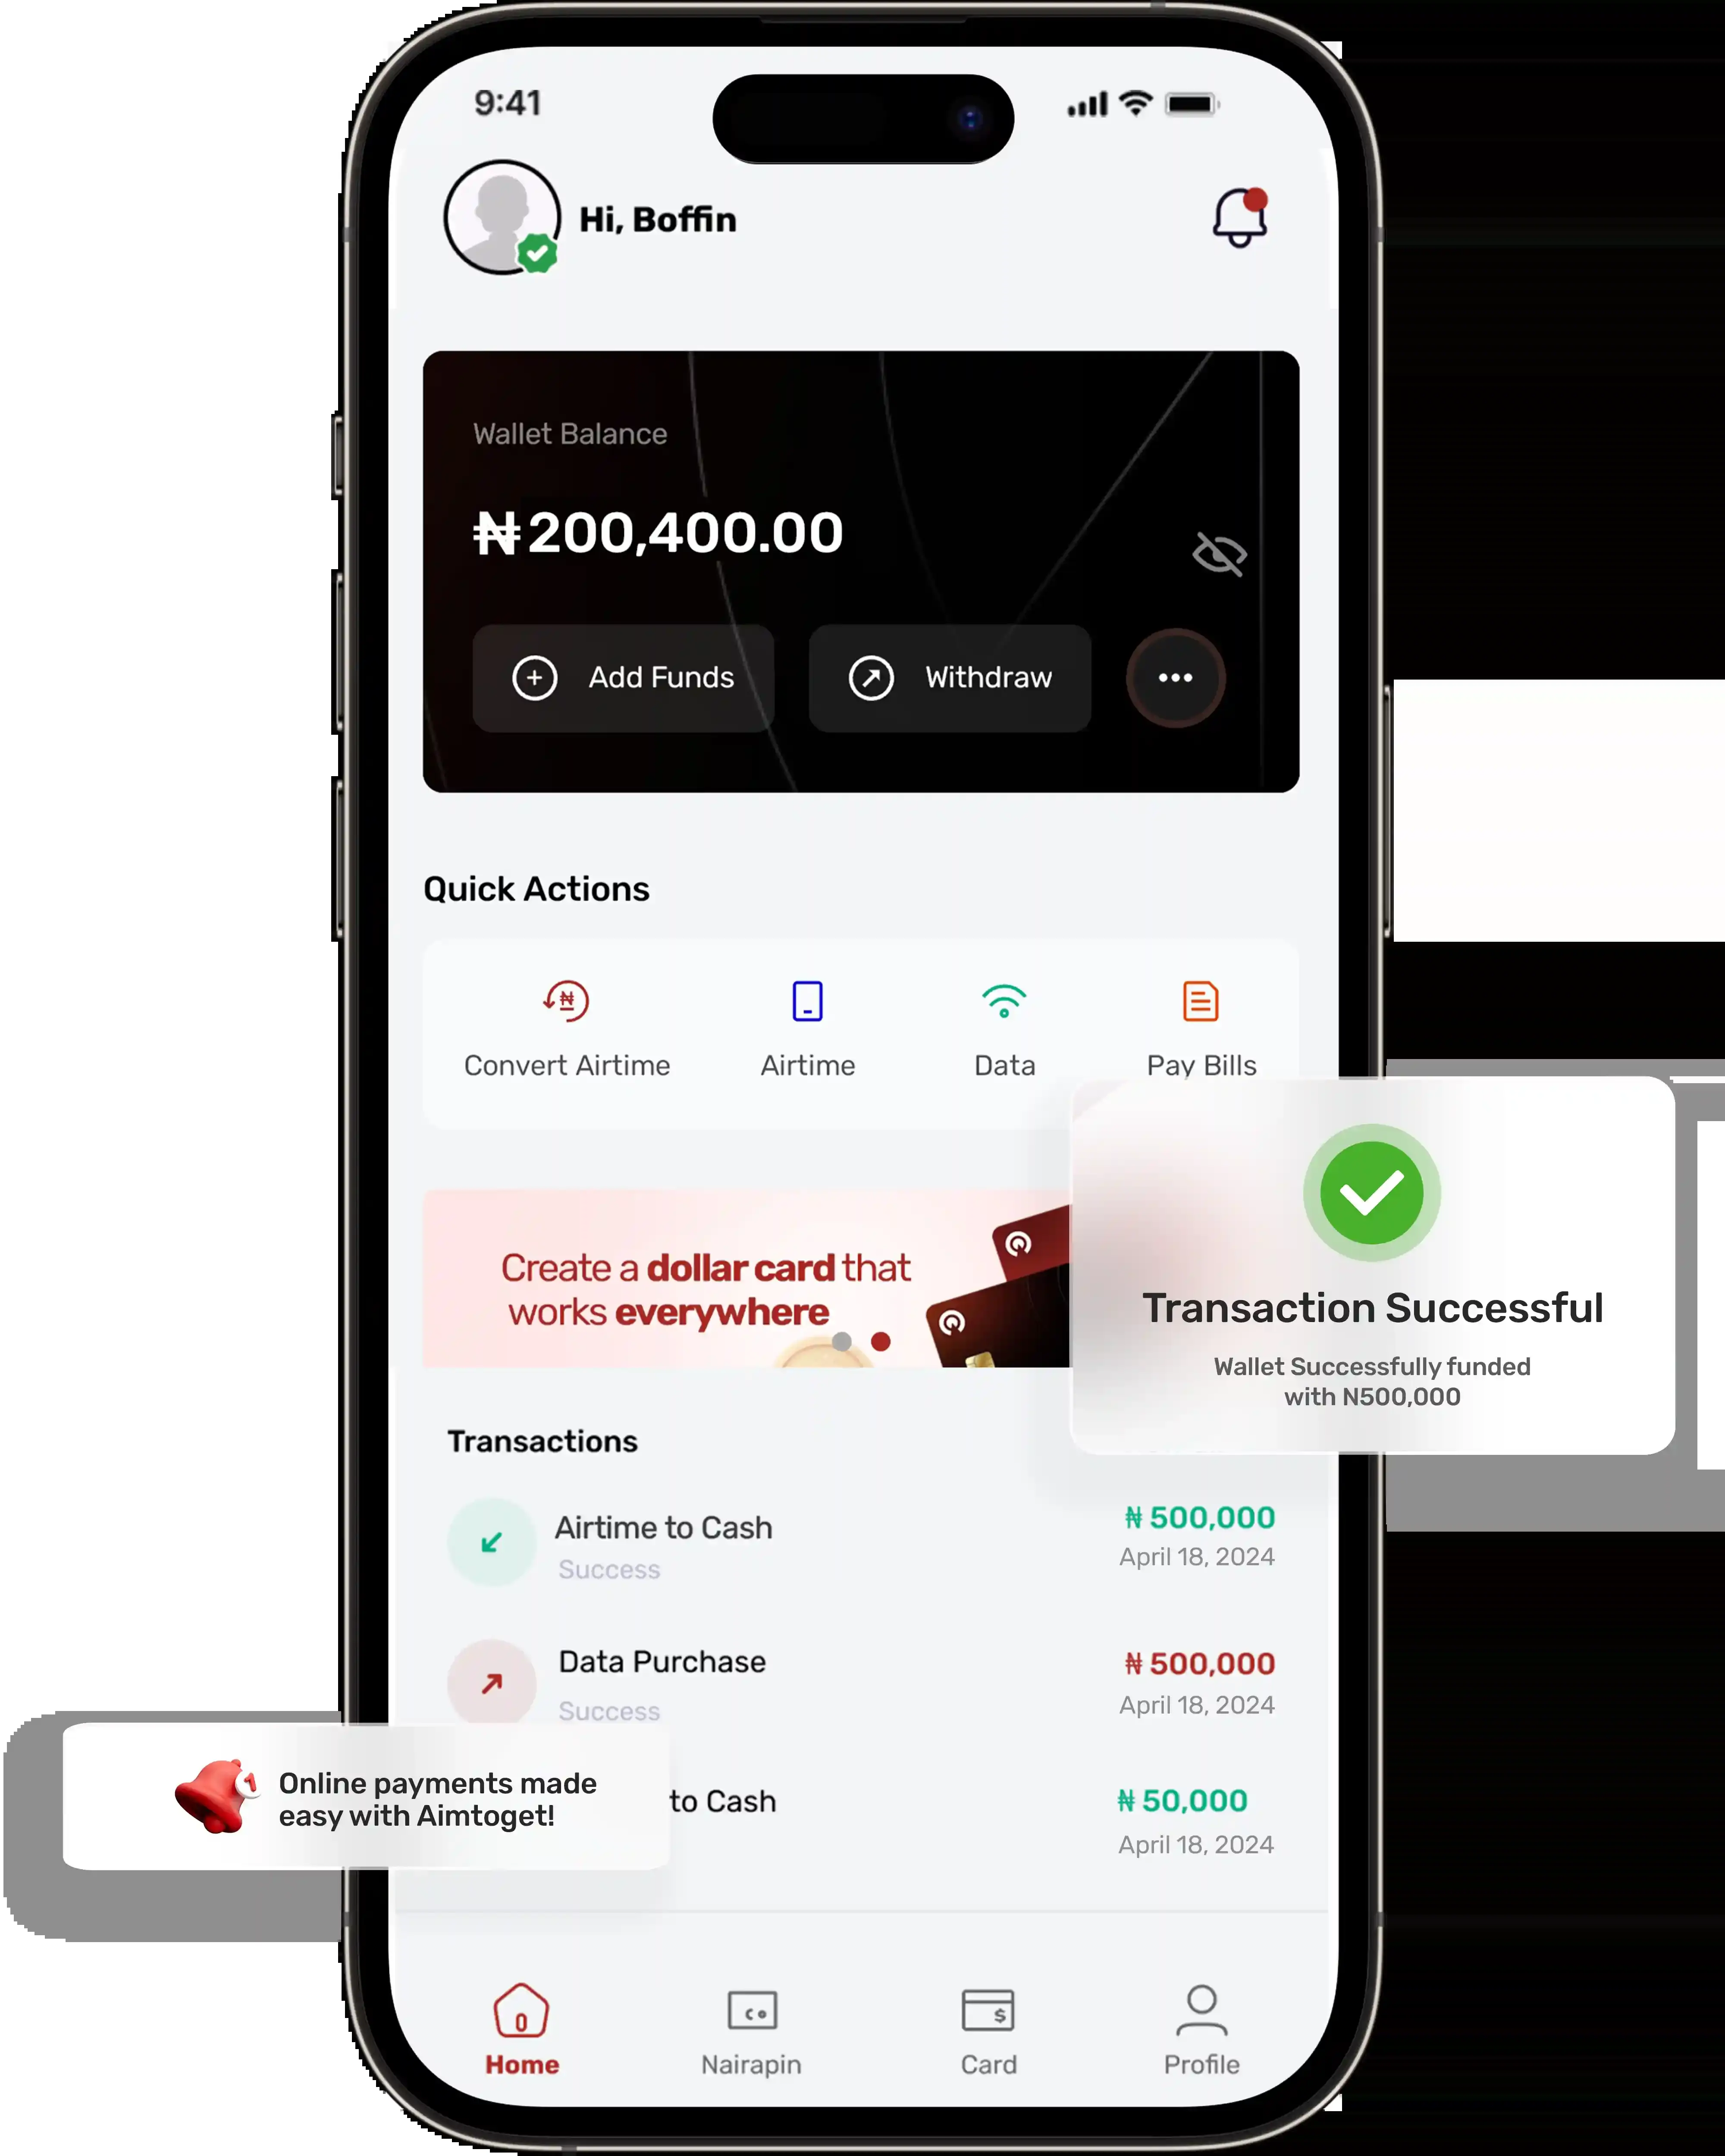 9:41
Hi, Boffin
Wallet Balance
₦200,400.00
Add Funds
Withdraw
Quick Actions
₦
Convert Airtime
Airtime
Data
Pay Bills
Create a dollar card that
works everywhere
Transaction Successful
Wallet Successfully funded
with N500,000
Transactions
Airtime to Cash
₦ 500,000
Success
April 18, 2024
Data Purchase
₦ 500,000
Success
April 18, 2024
1
Online payments made
easy with Aimtoget!
to Cash
₦ 50,000
April 18, 2024
$
Home
Nairapin
Card
Profile